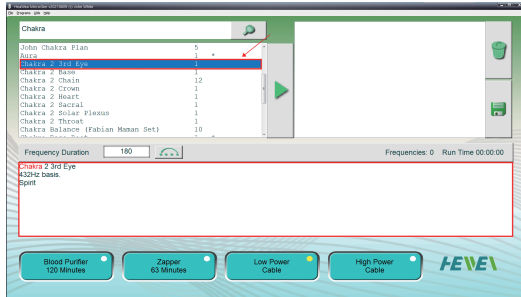 File Programs Edit Help
Chakra
John Chakra Plan 5
Aura 1 *
Chakra 2 3rd Eye 1
Chakra 2 Base 1
Chakra 2 Chain 12
Chakra 2 Crown 1
Chakra 2 Heart 1
Chakra 2 Sacral 1
Chakra 2 Solar Plexus 1
Chakra 2 Throat 1
Chakra Balance (Fabian Maman Set) 10
Frequency Duration 180 Frequencies: 0 Run Time 00:00:00
Chakra 2 3rd Eye
432Hz basis.
Spirit
Blood Purifier
120 Minutes
Zapper
63 Minutes
Low Power
Cable
High Power
Cable